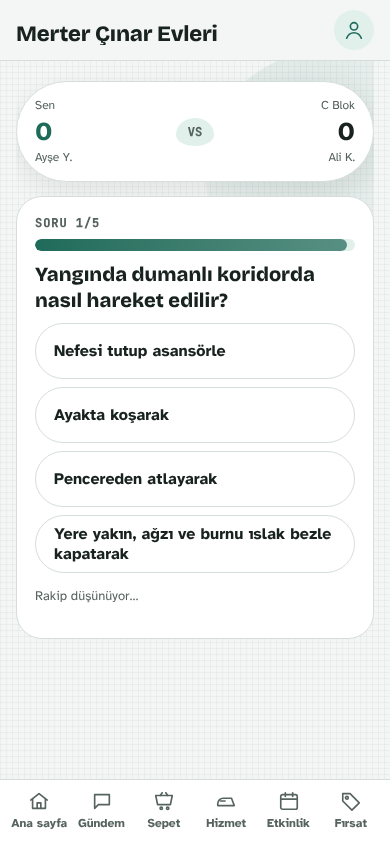 Merter Çınar Evleri
Sen
C Blok
0
VS
0
Ayşe Y.
Ali K.
SORU 1/5
Yangında dumanlı koridorda
nasıl hareket edilir?
Nefesi tutup asansörle
Ayakta koşarak
Pencereden atlayarak
Yere yakın, ağzı ve burnu ıslak bezle
kapatarak
Rakip düşünüyor...
Ana sayfa
Gündem
Sepet
Hizmet
Etkinlik
Fırsat